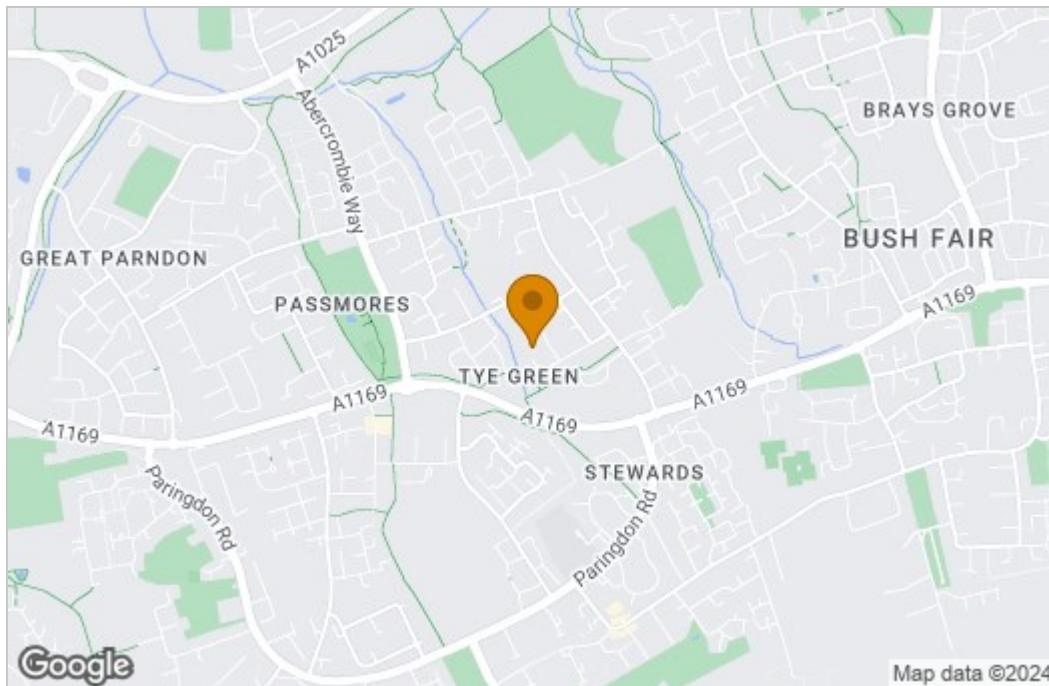 A1025
Abercrombie Way
BRAYS GROVE
BUSH FAIR
GREAT PARNDON
PASSMORES
A1169
TYE GREEN
A1169
A1169
A1169
A1169
STEWARDS
Paringdon Rd
Paringdon Rd
Google
Map data ©2024